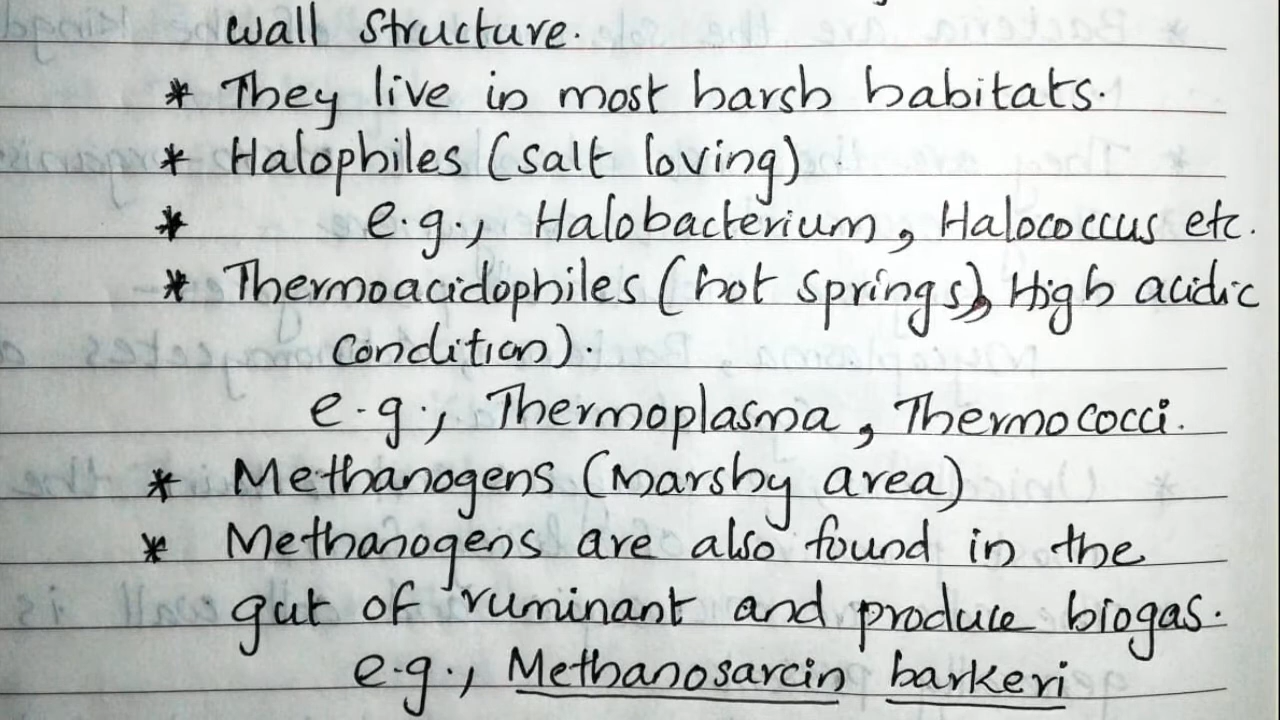 wall structure.
* They live in most harsh habitats.
* Halophiles (salt loving)
* e.g., Halobacterium, Halococcus etc.
* Thermoacidophiles (hot springs), High acidic
condition).
e.g., Thermoplasma, Thermococci.
* Methanogens (Marshy area)
* Methanogens are also found in the
gut of ruminant and produce biogas.
e.g., Methanosarcin barkeri